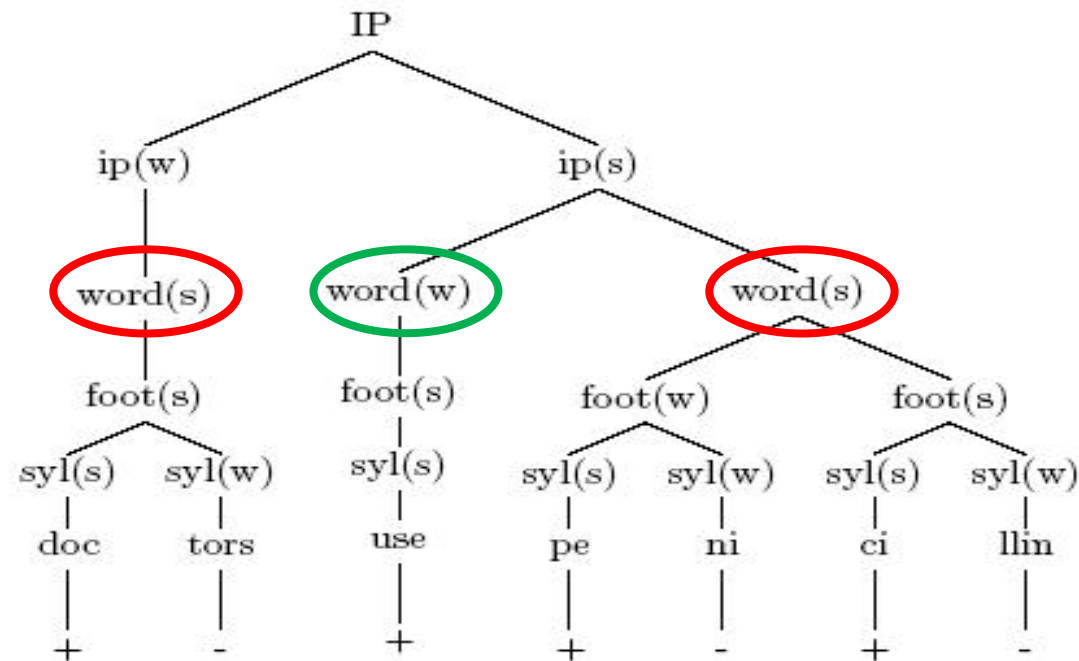 IP
ip(w) ip(s)
word(s) word(w) word(s)
foot(s) foot(s) foot(w) foot(s)
syl(s) syl(w) syl(s) syl(s) syl(w) syl(s) syl(w)
doc tors use pe ni ci llin
+ - + + - + -